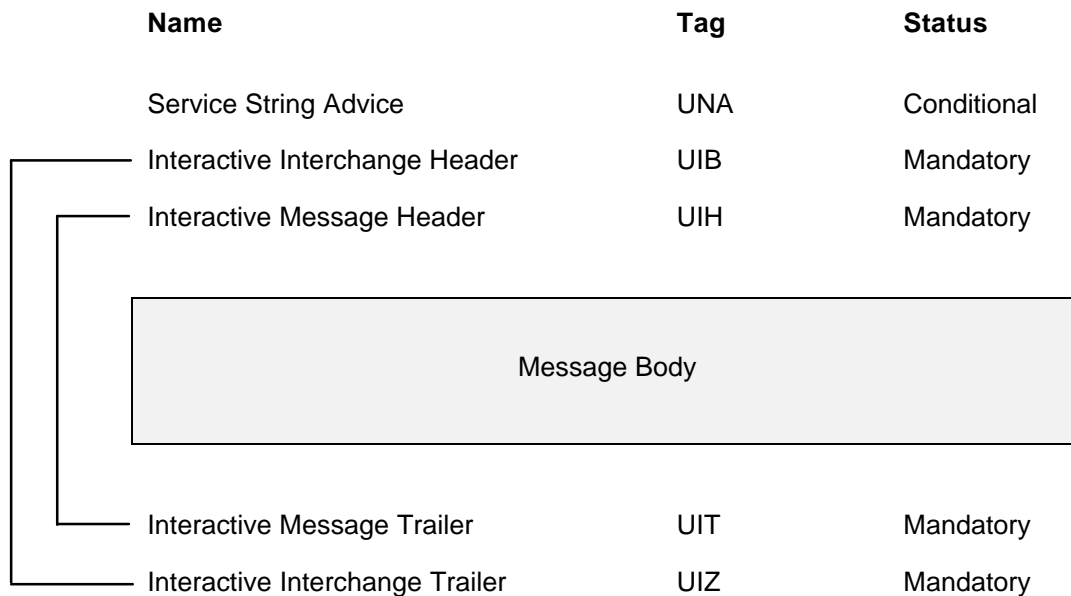 Name Tag Status
Service String Advice UNA Conditional
Interactive Interchange Header UIB Mandatory
Interactive Message Header UIH Mandatory
Message Body
Interactive Message Trailer UIT Mandatory
Interactive Interchange Trailer UIZ Mandatory